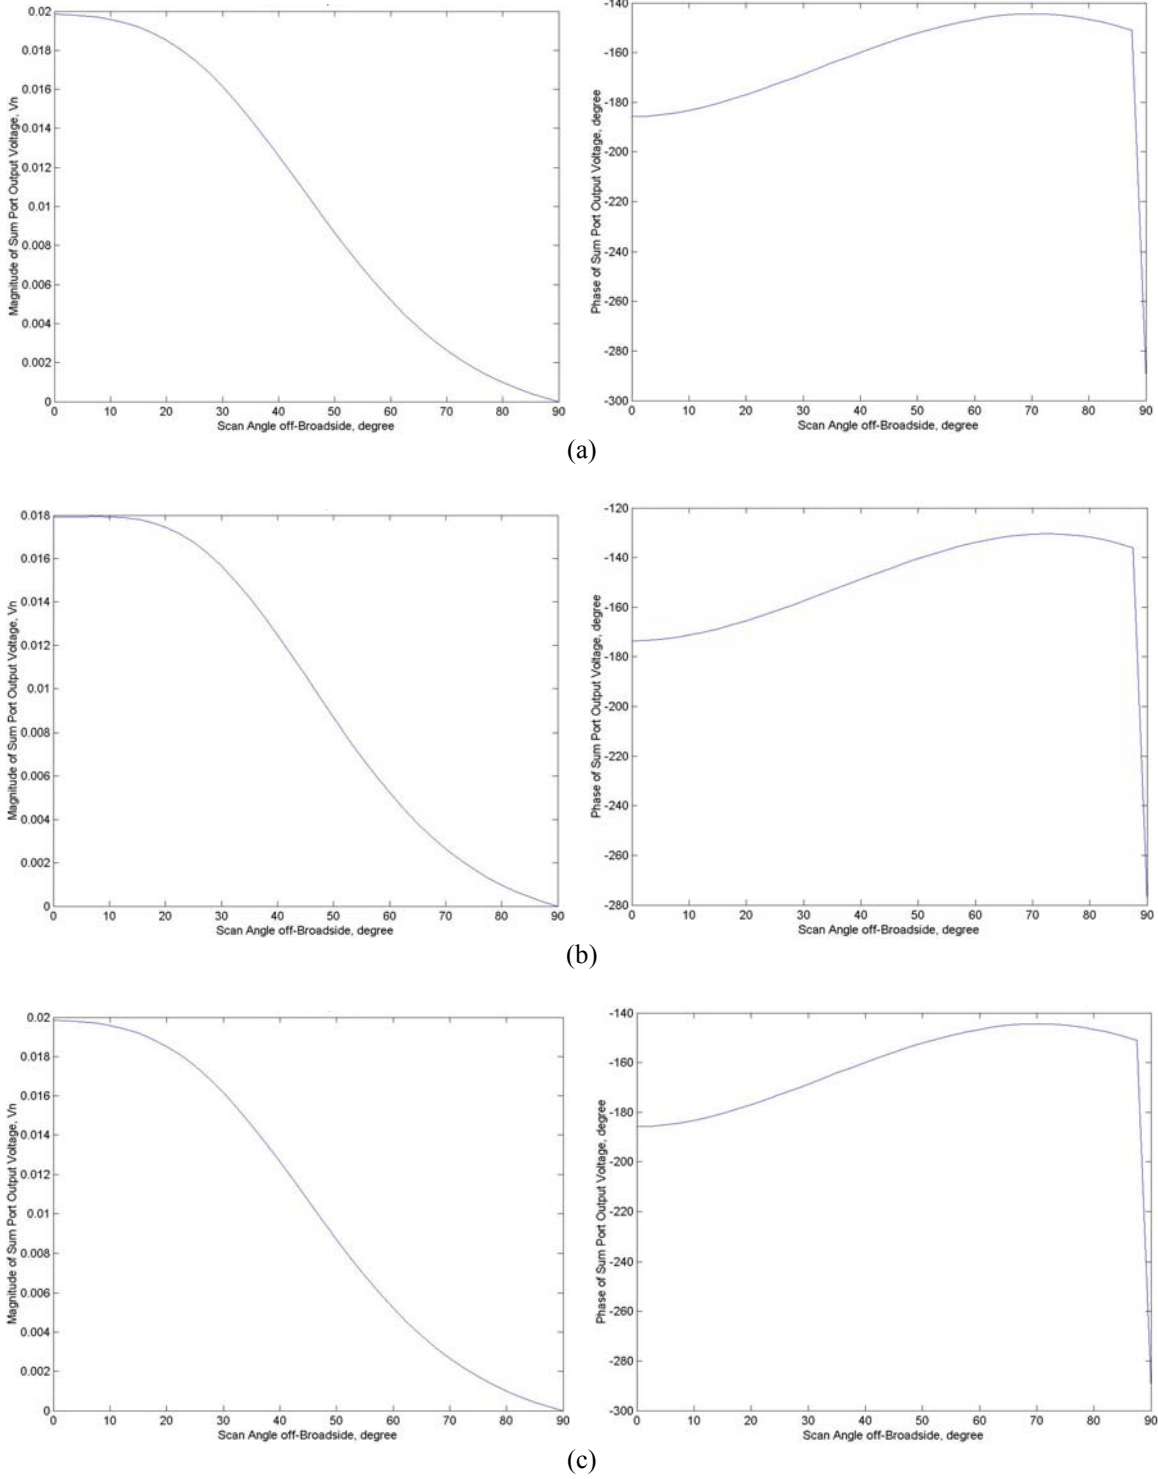 0.02
0.018
0.016
0.014
0.012
0.01
0.008
0.006
0.004
0.002
0
Magnitude of Sum Port Output Voltage, Vn
0 10 20 30 40 50 60 70 80 90
Scan Angle off-Broadside, degree
-140
-160
-180
-200
-220
-240
-260
-280
-300
Phase of Sum Port Output Voltage, degree
0 10 20 30 40 50 60 70 80 90
Scan Angle off-Broadside, degree
(a)
0.018
0.016
0.014
0.012
0.01
0.008
0.006
0.004
0.002
0
Magnitude of Sum Port Output Voltage, Vn
0 10 20 30 40 50 60 70 80 90
Scan Angle off-Broadside, degree
-120
-140
-160
-180
-200
-220
-240
-260
-280
Phase of Sum Port Output Voltage, degree
0 10 20 30 40 50 60 70 80 90
Scan Angle off-Broadside, degree
(b)
0.02
0.018
0.016
0.014
0.012
0.01
0.008
0.006
0.004
0.002
0
Magnitude of Sum Port Output Voltage, Vn
0 10 20 30 40 50 60 70 80 90
Scan Angle off-Broadside, degree
-140
-160
-180
-200
-220
-240
-260
-280
-300
Phase of Sum Port Output Voltage, degree
0 10 20 30 40 50 60 70 80 90
Scan Angle off-Broadside, degree
(c)